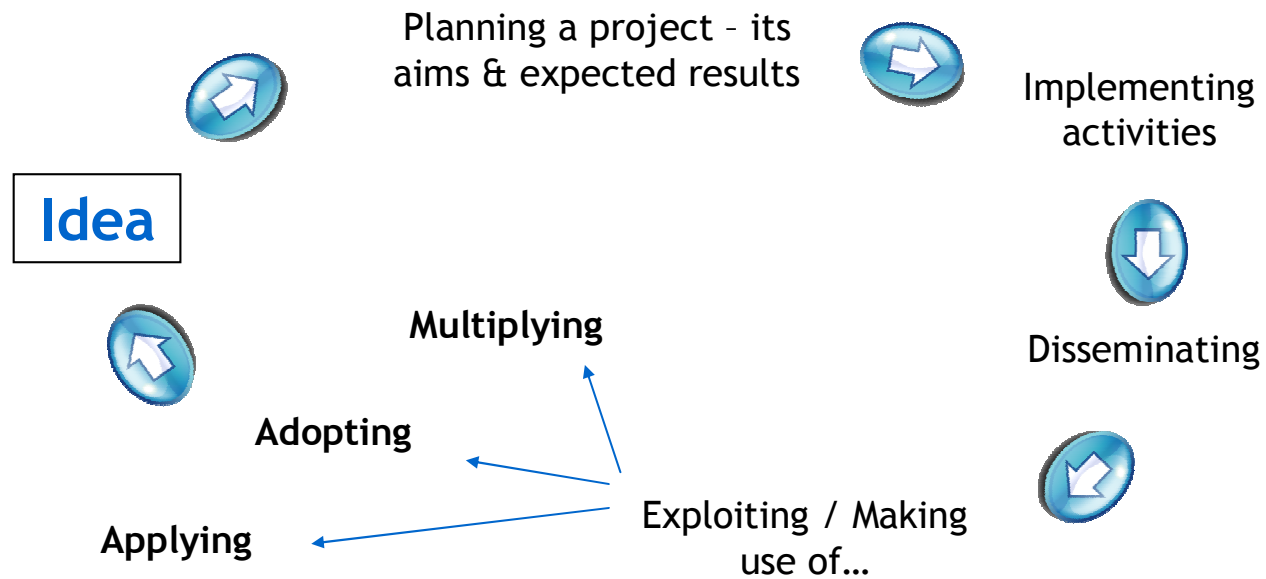 Planning a project – its
aims & expected results
Implementing
activities
Idea
Multiplying
Disseminating
Adopting
Exploiting / Making
use of…
Applying